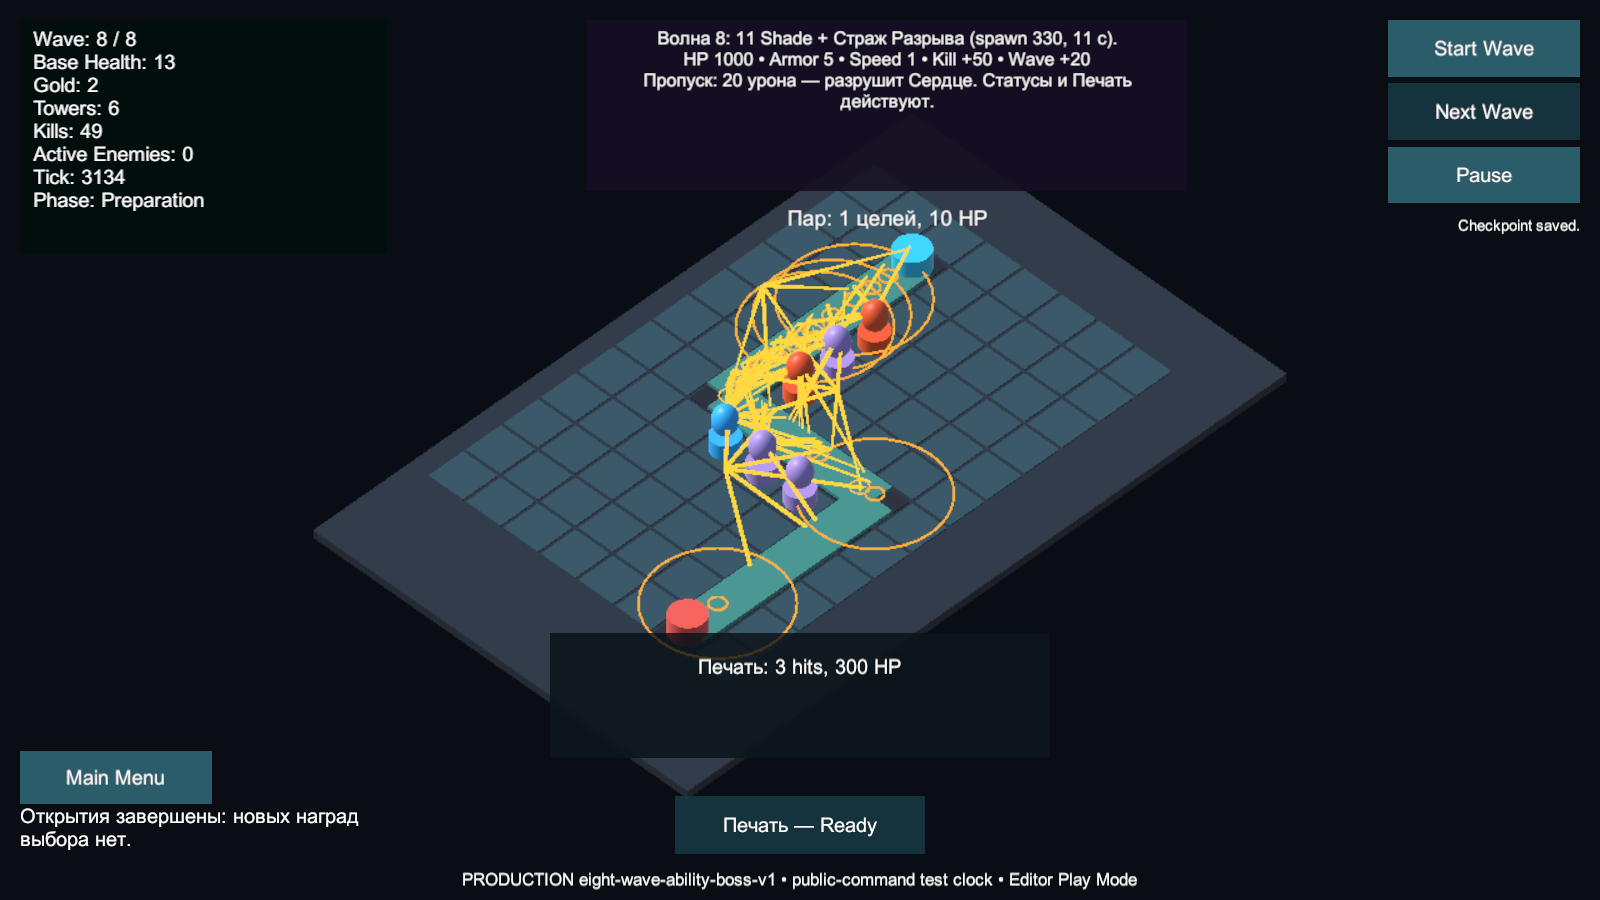 Wave: 8 / 8
Base Health: 13
Gold: 2
Towers: 6
Kills: 49
Active Enemies: 0
Tick: 3134
Phase: Preparation
Волна 8: 11 Shade + Страж Разрыва (spawn 330, 11 с).
HP 1000 • Armor 5 • Speed 1 • Kill +50 • Wave +20
Пропуск: 20 урона — разрушит Сердце. Статусы и Печать
действуют.
Start Wave
Next Wave
Pause
Checkpoint saved.
Пар: 1 целей, 10 HP
Печать: 3 hits, 300 HP
Main Menu
Открытия завершены: новых наград
выбора нет.
Печать — Ready
PRODUCTION eight-wave-ability-boss-v1 • public-command test clock • Editor Play Mode